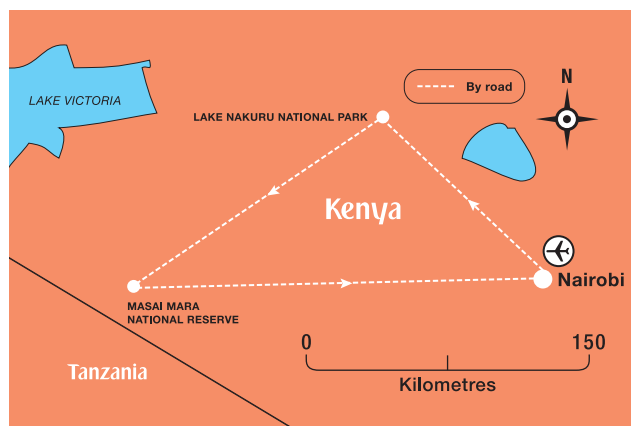 LAKE VICTORIA
By road
N
LAKE NAKURU NATIONAL PARK
Kenya
Nairobi
MASAI MARA
NATIONAL RESERVE
0
150
Kilometres
Tanzania